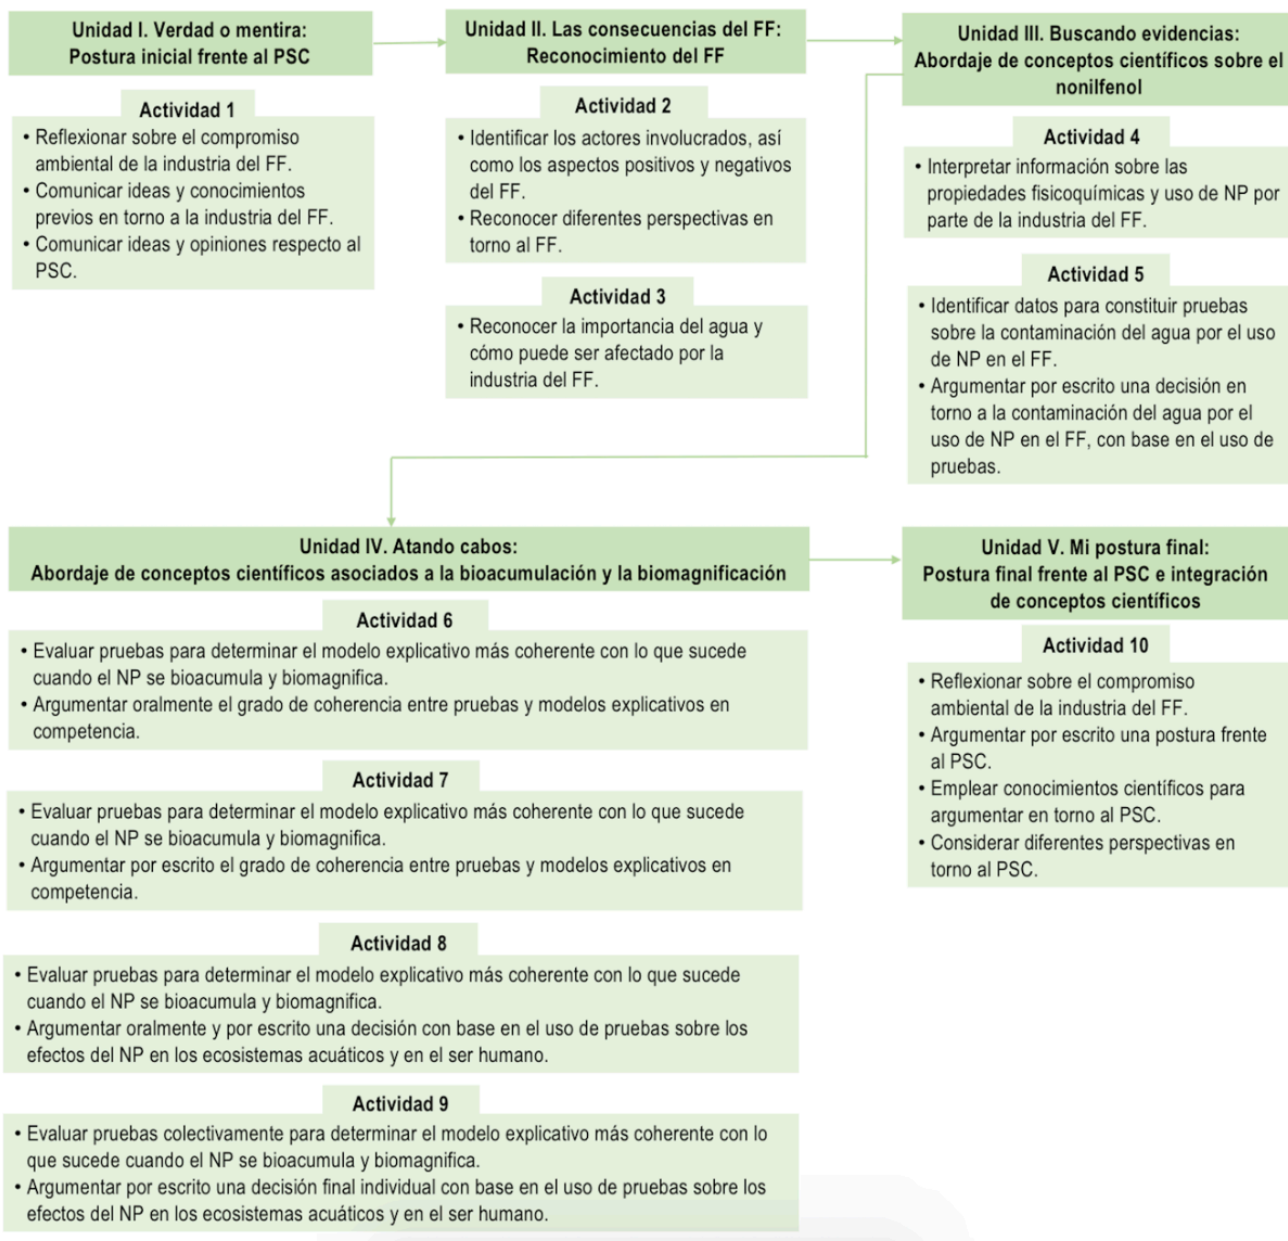 Unidad I. Verdad o mentira:
Postura inicial frente al PSC
Actividad 1
• Reflexionar sobre el compromiso
ambiental de la industria del FF.
• Comunicar ideas y conocimientos
previos en torno a la industria del FF.
• Comunicar ideas y opiniones respecto al
PSC.
Unidad II. Las consecuencias del FF:
Reconocimiento del FF
Actividad 2
• Identificar los actores involucrados, así
como los aspectos positivos y negativos
del FF.
• Reconocer diferentes perspectivas en
torno al FF.
Actividad 3
• Reconocer la importancia del agua y
cómo puede ser afectado por la
industria del FF.
Unidad III. Buscando evidencias:
Abordaje de conceptos científicos sobre el
nonilfenol
Actividad 4
• Interpretar información sobre las
propiedades fisicoquímicas y uso de NP por
parte de la industria del FF.
Actividad 5
• Identificar datos para constituir pruebas
sobre la contaminación del agua por el uso
de NP en el FF.
• Argumentar por escrito una decisión en
torno a la contaminación del agua por el
uso de NP en el FF, con base en el uso de
pruebas.
Unidad IV. Atando cabos:
Abordaje de conceptos científicos asociados a la bioacumulación y la biomagnificación
Actividad 6
• Evaluar pruebas para determinar el modelo explicativo más coherente con lo que sucede
cuando el NP se bioacumula y biomagnifica.
• Argumentar oralmente el grado de coherencia entre pruebas y modelos explicativos en
competencia.
Actividad 7
• Evaluar pruebas para determinar el modelo explicativo más coherente con lo que sucede
cuando el NP se bioacumula y biomagnifica.
• Argumentar por escrito el grado de coherencia entre pruebas y modelos explicativos en
competencia.
Actividad 8
• Evaluar pruebas para determinar el modelo explicativo más coherente con lo que sucede
cuando el NP se bioacumula y biomagnifica.
• Argumentar oralmente y por escrito una decisión con base en el uso de pruebas sobre los
efectos del NP en los ecosistemas acuáticos y en el ser humano.
Actividad 9
• Evaluar pruebas colectivamente para determinar el modelo explicativo más coherente con lo
que sucede cuando el NP se bioacumula y biomagnifica.
• Argumentar por escrito una decisión final individual con base en el uso de pruebas sobre los
efectos del NP en los ecosistemas acuáticos y en el ser humano.
Unidad V. Mi postura final:
Postura final frente al PSC e integración
de conceptos científicos
Actividad 10
• Reflexionar sobre el compromiso
ambiental de la industria del FF.
• Argumentar por escrito una postura frente
al PSC.
• Emplear conocimientos científicos para
argumentar en torno al PSC.
• Considerar diferentes perspectivas en
torno al PSC.